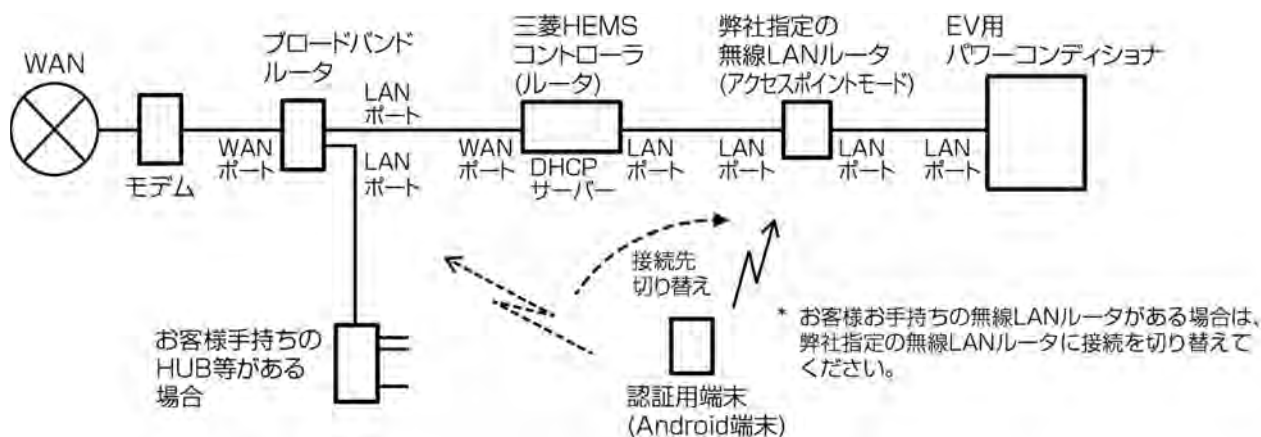 WAN
モデム
ブロードバンド
ルータ
WAN
ポート
LAN
ポート
LAN
ポート
三菱HEMS
コントローラ
(ルータ)
WAN
ポート
DHCP
サーバー
LAN
ポート
弊社指定の
無線LANルータ
(アクセスポイントモード)
LAN
ポート
LAN
ポート
EV用
パワーコンディショナ
LAN
ポート
接続先
切り替え
お客様手持ちの
HUB等がある
場合
認証用端末
(Android端末)
* お客様お手持ちの無線LANルータがある場合は、
弊社指定の無線LANルータに接続を切り替えて
ください。